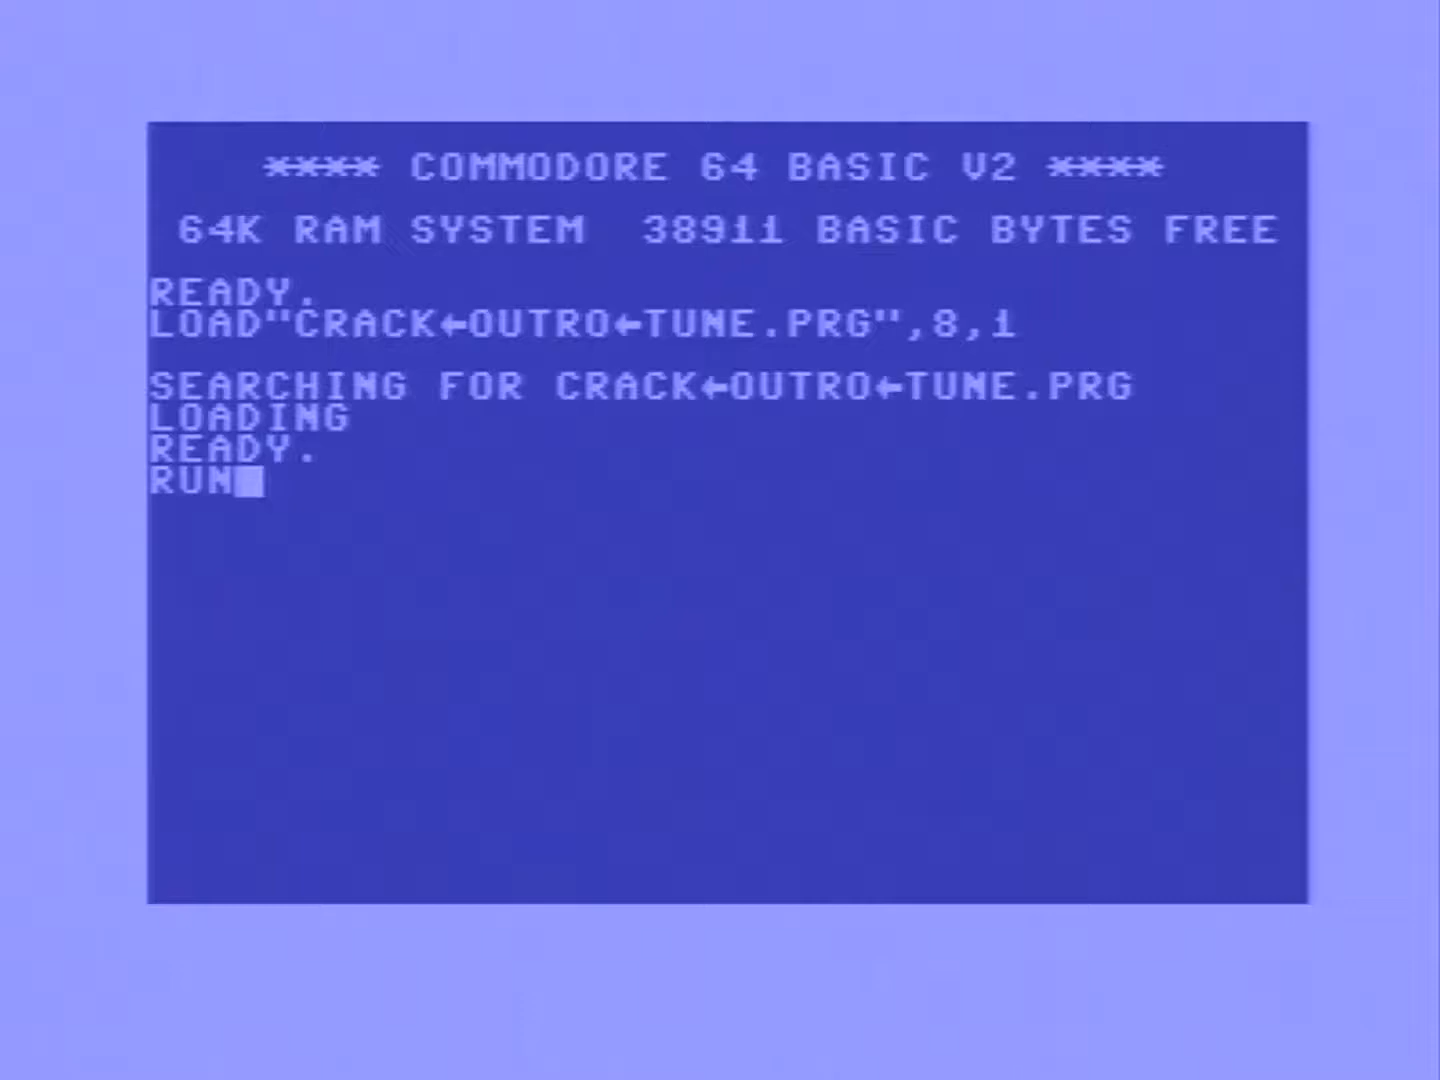 **** COMMODORE 64 BASIC V2 ****
64K RAM SYSTEM  38911 BASIC BYTES FREE
READY.
LOAD"CRACK←OUTRO←TUNE.PRG",8,1
SEARCHING FOR CRACK←OUTRO←TUNE.PRG
LOADING
READY.
RUN